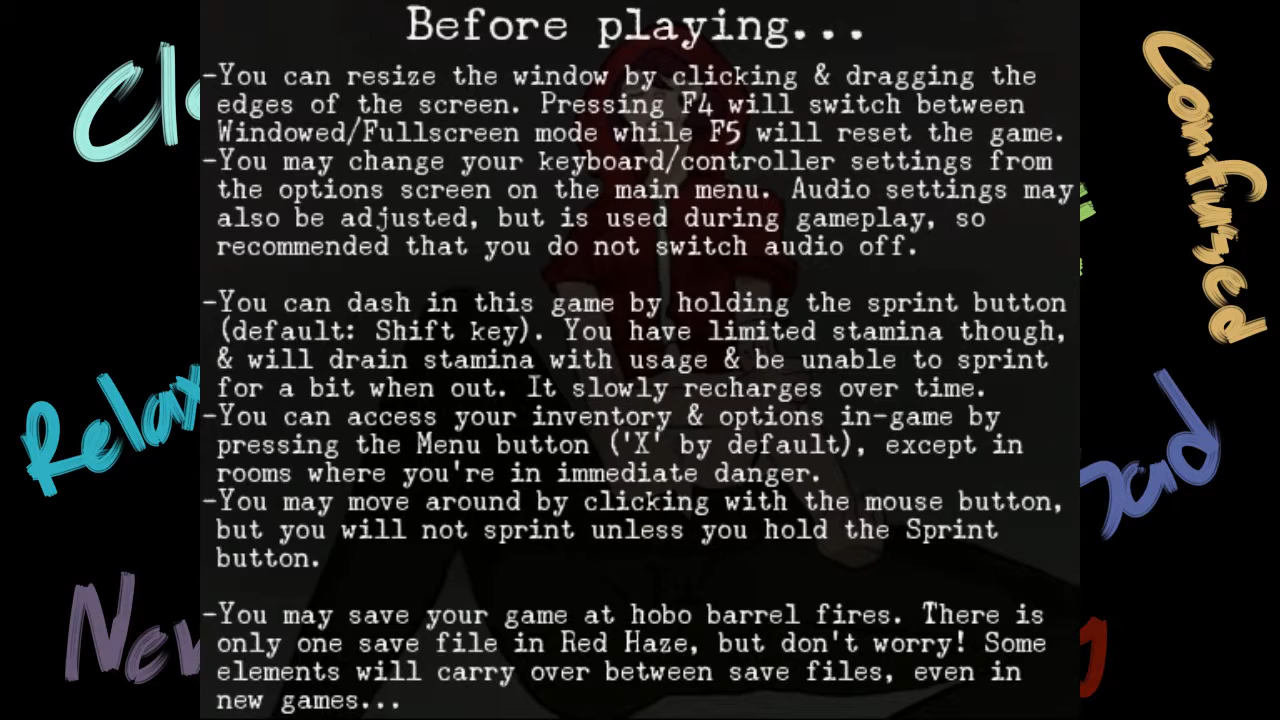 Before playing...
-You can resize the window by clicking & dragging the
edges of the screen. Pressing F4 will switch between
Windowed/Fullscreen mode while F5 will reset the game.
-You may change your keyboard/controller settings from
the options screen on the main menu. Audio settings may
also be adjusted, but is used during gameplay, so
recommended that you do not switch audio off.
-You can dash in this game by holding the sprint button
(default: Shift key). You have limited stamina though,
& will drain stamina with usage & be unable to sprint
for a bit when out. It slowly recharges over time.
-You can access your inventory & options in-game by
pressing the Menu button ('X' by default), except in
rooms where you're in immediate danger.
-You may move around by clicking with the mouse button,
but you will not sprint unless you hold the Sprint
button.
-You may save your game at hobo barrel fires. There is
only one save file in Red Haze, but don't worry! Some
elements will carry over between save files, even in
new games...
Relax
Confused